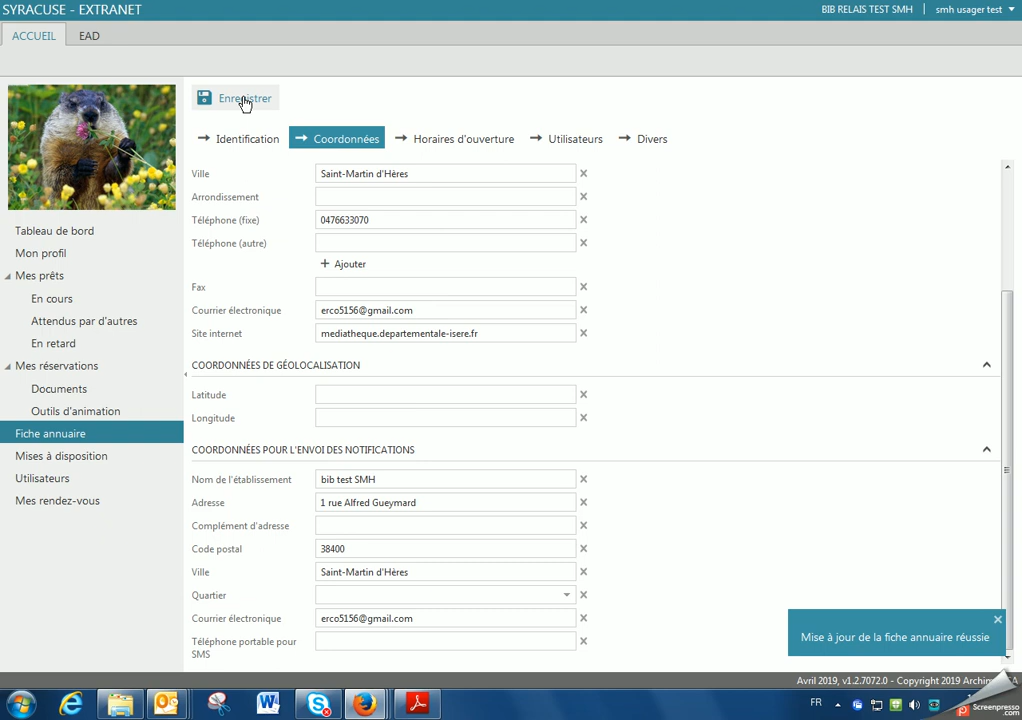 SYRACUSE - EXTRANET
BIB RELAIS TEST SMH
smh usager test
ACCUEIL
EAD
Enregistrer
Identification
Coordonnées
Horaires d'ouverture
Utilisateurs
Divers
Tableau de bord
Mon profil
Mes prêts
En cours
Attendus par d'autres
En retard
Mes réservations
Documents
Outils d'animation
Fiche annuaire
Mises à disposition
Utilisateurs
Mes rendez-vous
Ville Saint-Martin d'Hères
Arrondissement
Téléphone (fixe) 0476633070
Téléphone (autre)
+ Ajouter
Fax
Courrier électronique erco5156@gmail.com
Site internet mediatheque.departementale-isere.fr
COORDONNÉES DE GÉOLOCALISATION
Latitude
Longitude
COORDONNÉES POUR L'ENVOI DES NOTIFICATIONS
Nom de l'établissement bib test SMH
Adresse 1 rue Alfred Gueymard
Complément d'adresse
Code postal 38400
Ville Saint-Martin d'Hères
Quartier
Courrier électronique erco5156@gmail.com
Téléphone portable pour
SMS
Mise à jour de la fiche annuaire réussie
Avril 2019, v1.2.7072.0 - Copyright 2019
FR
Screenpresso
.com